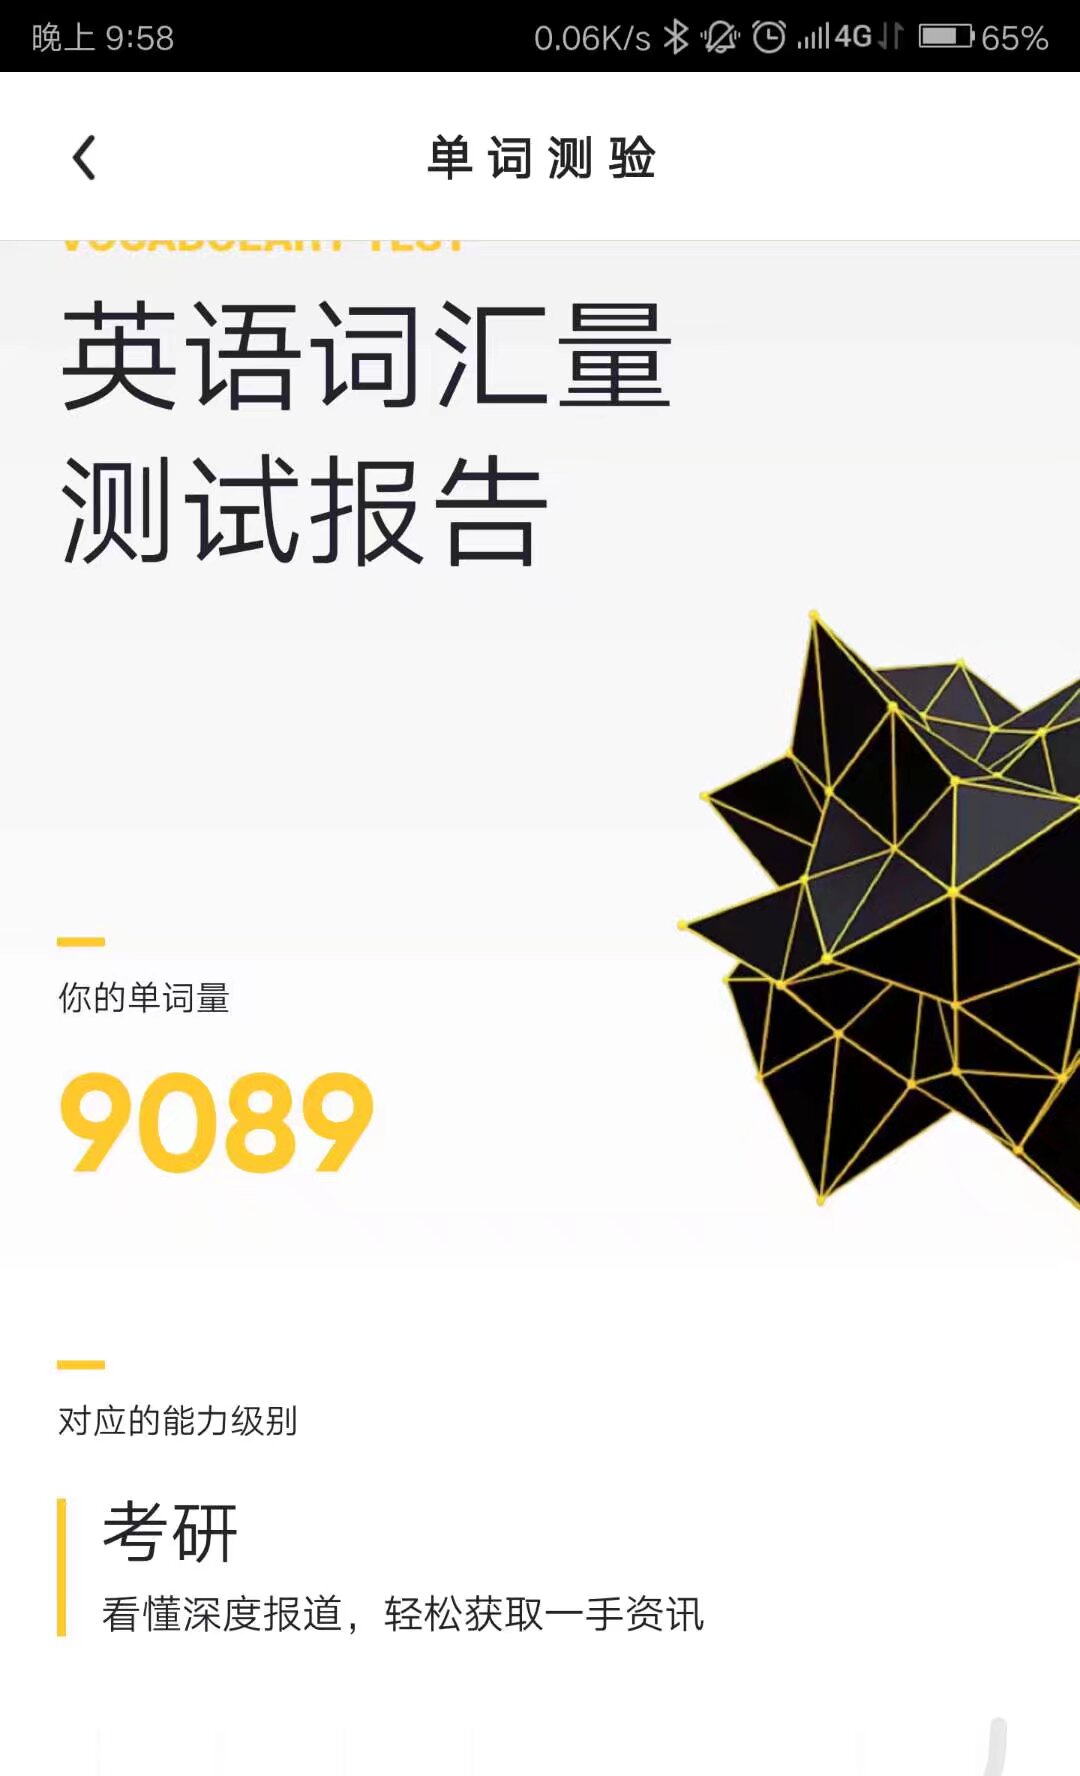 晚上 9:58
0.06K/s 4G 65%
单词测验
VOCABULARY TEST
英语词汇量
测试报告
你的单词量
9089
对应的能力级别
考研
看懂深度报道，轻松获取一手资讯